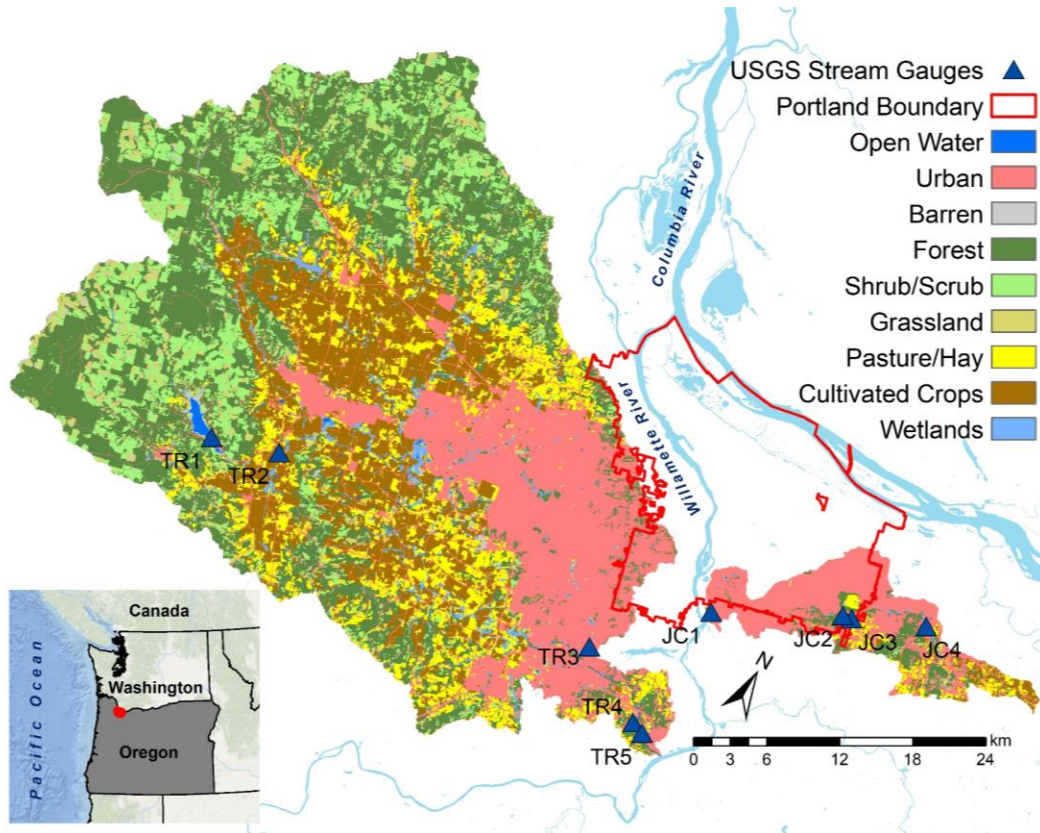 USGS Stream Gauges
Portland Boundary
Open Water
Urban
Barren
Forest
Shrub/Scrub
Grassland
Pasture/Hay
Cultivated Crops
Wetlands
Columbia River
Willamette River
TR1
TR2
TR3
TR4
TR5
JC1
JC2
JC3
JC4
N
km
0 3 6 12 18 24
Canada
Washington
Oregon
Pacific Ocean